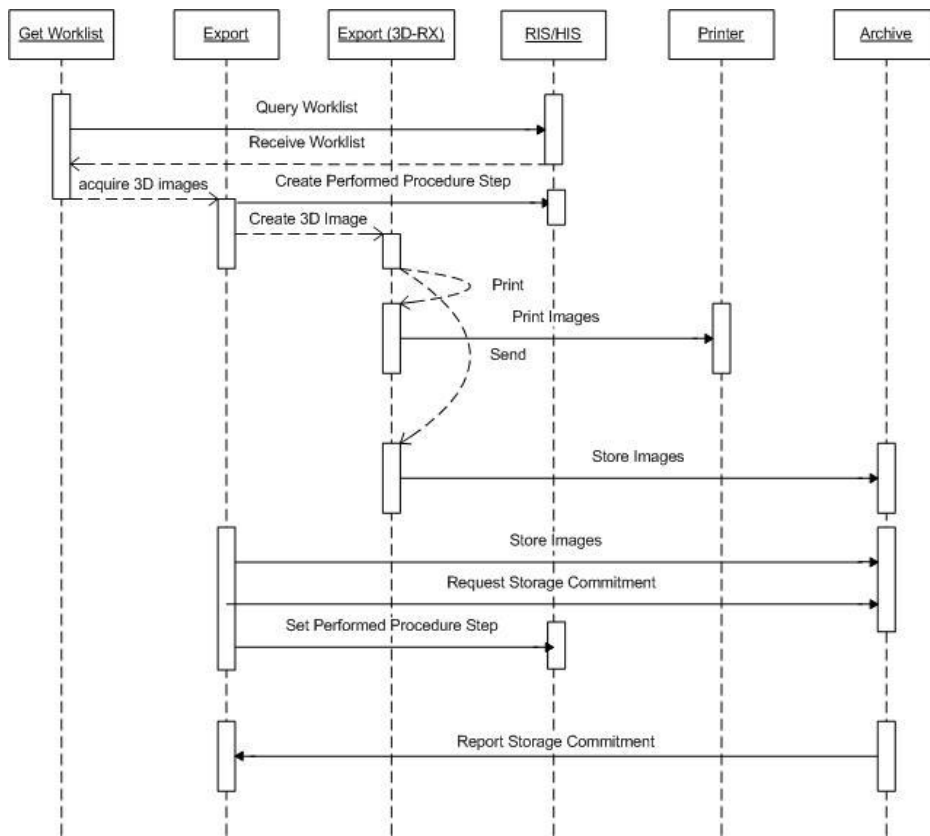 Get Worklist
Export
Export (3D-RX)
RIS/HIS
Printer
Archive
Query Worklist
Receive Worklist
acquire 3D images
Create Performed Procedure Step
Create 3D Image
Print
Print Images
Send
Store Images
Store Images
Request Storage Commitment
Set Performed Procedure Step
Report Storage Commitment